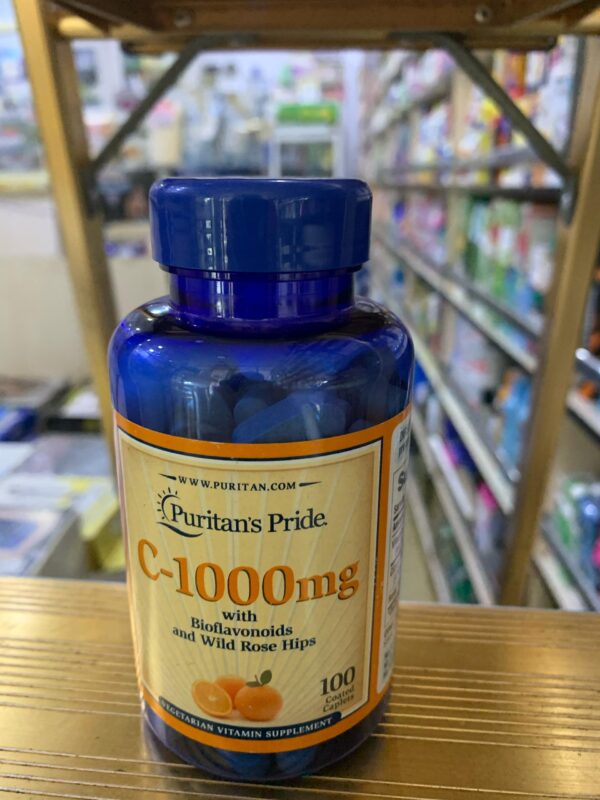 WWW.PURITAN.COM
Puritan's Pride
C-1000mg
with
Bioflavonoids
and Wild Rose Hips
100
Coated
Caplets
VEGETARIAN VITAMIN SUPPLEMENT